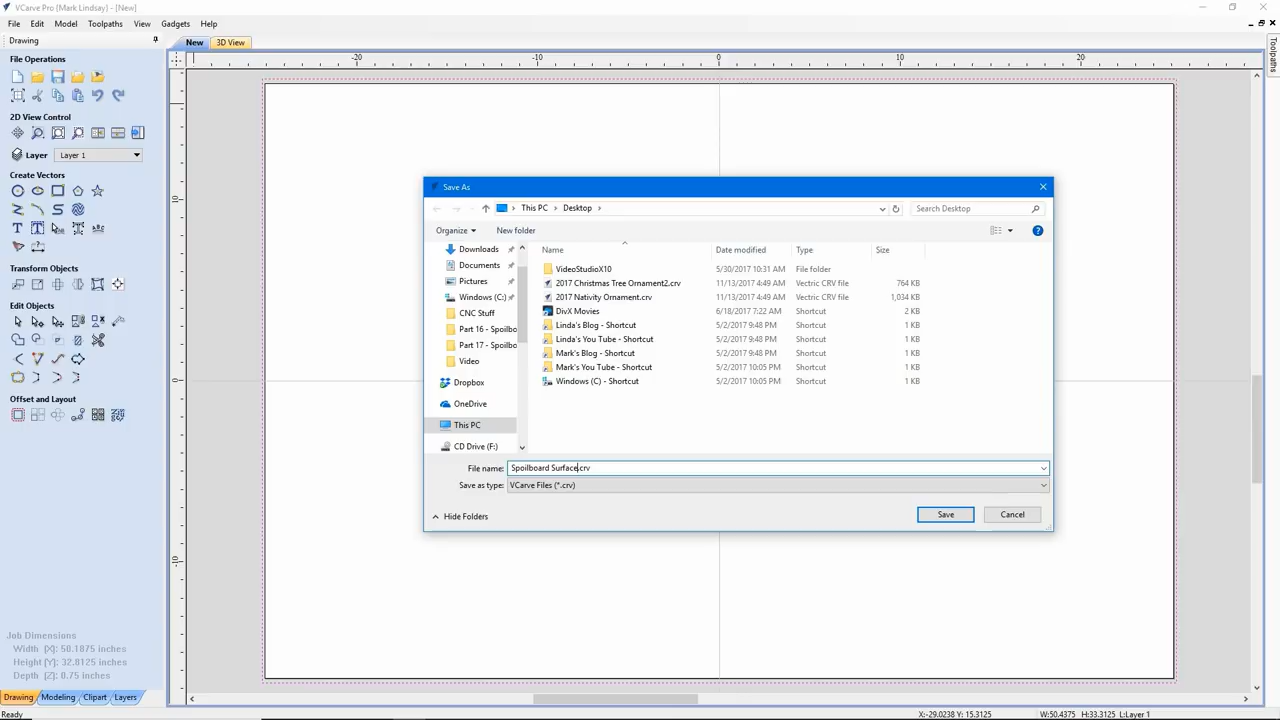 VCarve Pro {Mark Lindsay} - [New]
File Edit Model Toolpaths View Gadgets Help
Drawing
New 3D View
Toolpaths
File Operations
2D View Control
Layer Layer 1
Create Vectors
Transform Objects
Edit Objects
Offset and Layout
-20 -10 0 10 20
0
Save As
This PC > Desktop >
Search Desktop
Organize New folder
Name Date modified Type Size
Downloads
Documents
Pictures
Windows (C:)
CNC Stuff
Part 16 - Spoilbo
Part 17 - Spoilbo
Video
Dropbox
OneDrive
This PC
CD Drive (F:)
VideoStudioX10 5/30/2017 10:31 AM File folder
2017 Christmas Tree Ornament2.crv 11/13/2017 4:49 AM Vectric CRV file 764 KB
2017 Nativity Ornament.crv 11/13/2017 4:49 AM Vectric CRV file 1,034 KB
DivX Movies 6/18/2017 7:22 AM Shortcut 2 KB
Linda's Blog - Shortcut 5/2/2017 9:48 PM Shortcut 1 KB
Linda's You Tube - Shortcut 5/2/2017 9:48 PM Shortcut 1 KB
Mark's Blog - Shortcut 5/2/2017 9:48 PM Shortcut 1 KB
Mark's You Tube - Shortcut 5/2/2017 10:05 PM Shortcut 1 KB
Windows (C) - Shortcut 5/2/2017 10:05 PM Shortcut 1 KB
File name: Spoilboard Surface.crv
Save as type: VCarve Files (*.crv)
Hide Folders
Save Cancel
Job Dimensions
Width (X): 50.1875 inches
Height (Y): 32.8125 inches
Depth (Z): 0.75 inches
Drawing Modeling Clipart Layers
Ready
X:-29.0238 Y: 15.3125 W:50.4375 H:33.3125 L:Layer 1